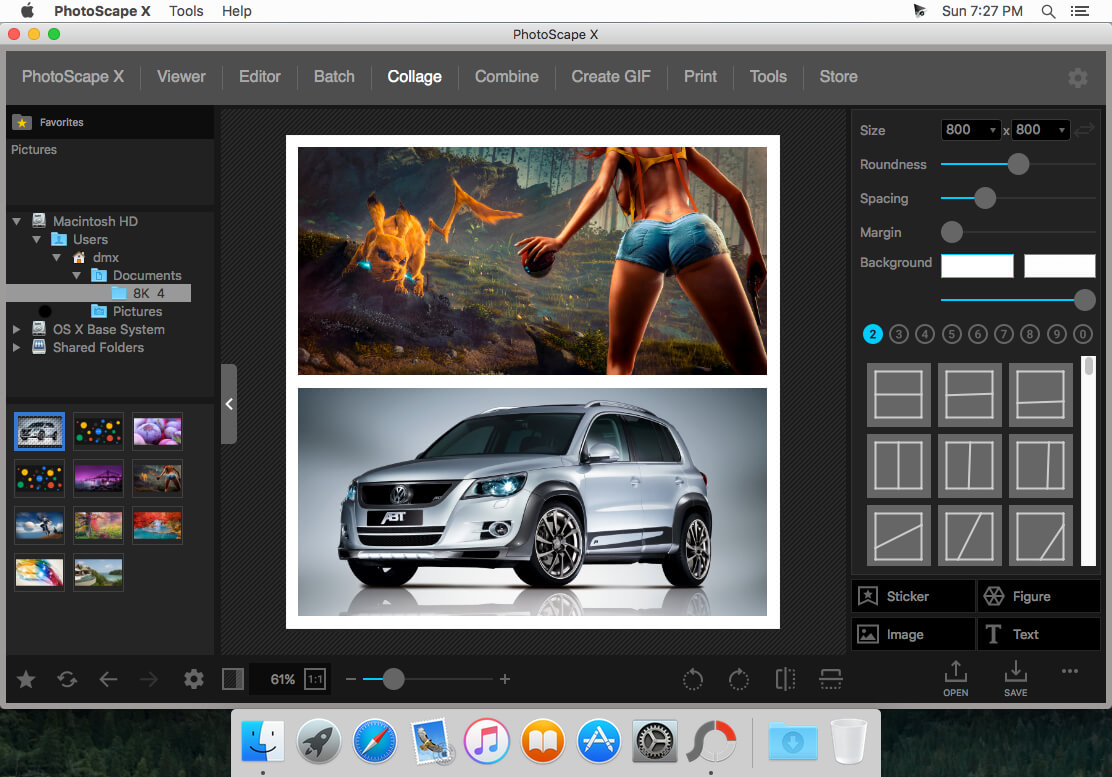 PhotoScape X Tools Help Sun 7:27 PM
PhotoScape X
PhotoScape X Viewer Editor Batch Collage Combine Create GIF Print Tools Store
Favorites
Pictures
Macintosh HD
Users
dmx
Documents
8K 4
Pictures
OS X Base System
Shared Folders
ABT
Size 800 x 800
Roundness
Spacing
Margin
Background
2 3 4 5 6 7 8 9 0
Sticker Figure
Image T Text
61% 1:1
OPEN SAVE